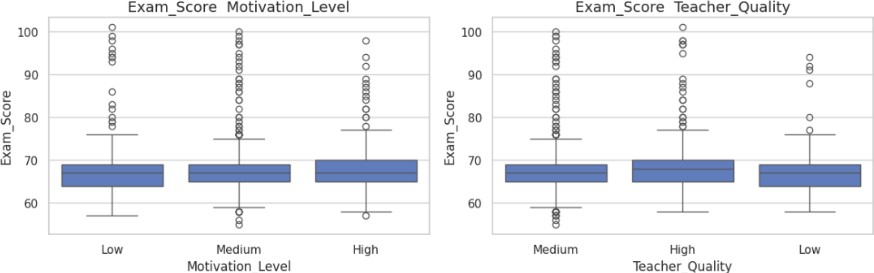 Exam_Score Motivation_Level
Exam_Score
100
90
80
70
60
Low Medium High
Motivation_Level
Exam_Score Teacher_Quality
Exam_Score
100
90
80
70
60
Medium High Low
Teacher_Quality